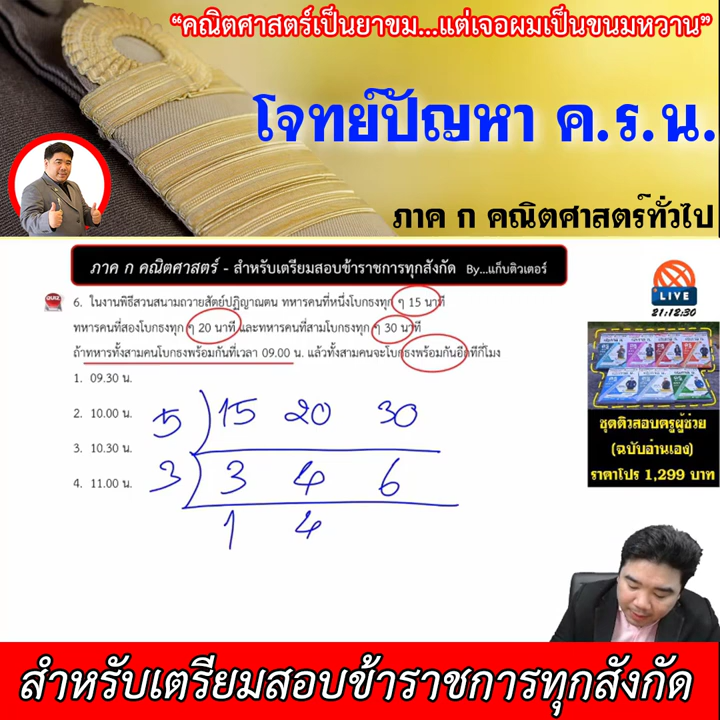 “คณิตศาสตร์เป็นยาขม...แต่เจอผมเป็นขนมหวาน”
โจทย์ปัญหา ค.ร.น.
ภาค ก คณิตศาสตร์ทั่วไป
ภาค ก คณิตศาสตร์ - สำหรับเตรียมสอบข้าราชการทุกสังกัด By...แก็บติวเตอร์
QUIZ
6. ในงานพิธีสวนสนามถวายสัตย์ปฏิญาณตน ทหารคนที่หนึ่งโบกธงทุก ๆ 15 นาที
ทหารคนที่สองโบกธงทุก ๆ 20 นาที และทหารคนที่สามโบกธงทุก ๆ 30 นาที
ถ้าทหารทั้งสามคนโบกธงพร้อมกันที่เวลา 09.00 น. แล้วทั้งสามคนจะโบกธงพร้อมกันอีกทีกี่โมง
1. 09.30 น.
2. 10.00 น.
3. 10.30 น.
4. 11.00 น.
5 ) 15 20 30
3 ) 3 4 6
1 4
LIVE
21:12:30
ชุดติวสอบครูผู้ช่วย
(ฉบับอ่านเอง)
ราคาโปร 1,299 บาท
สำหรับเตรียมสอบข้าราชการทุกสังกัด